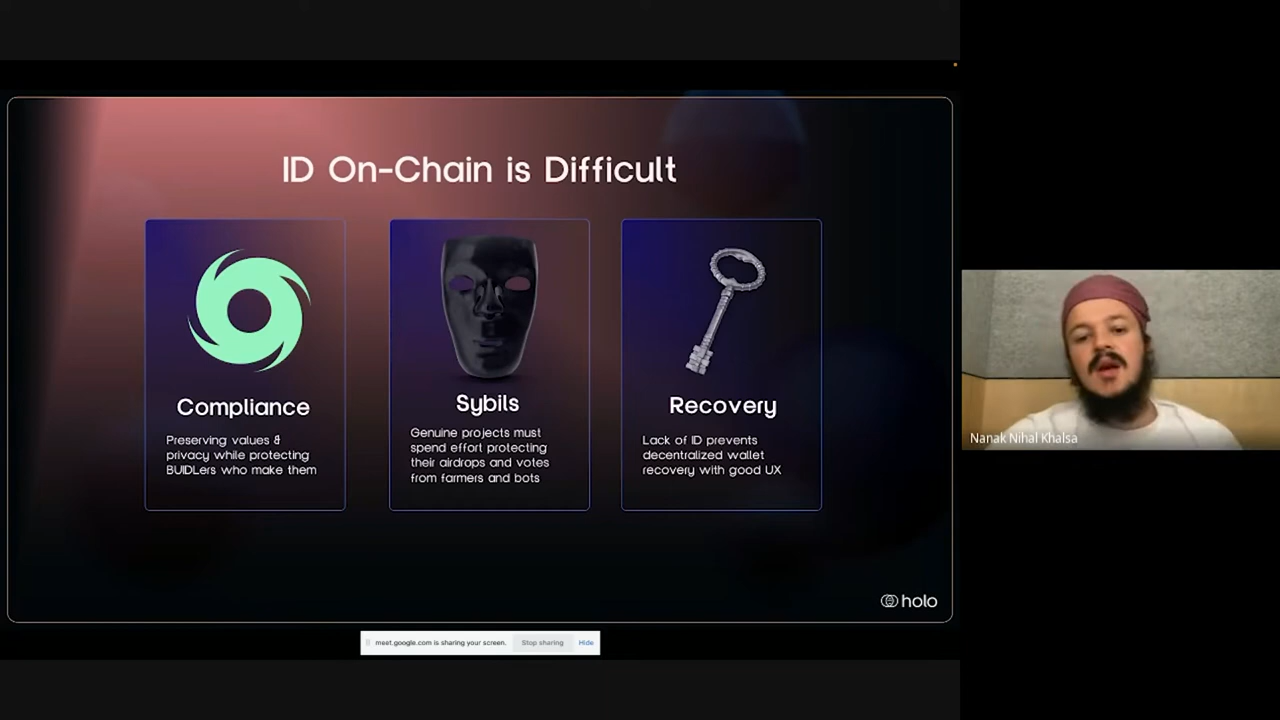 ID On-Chain is Difficult
Compliance
Preserving values &
privacy while protecting
BUIDLers who make them
Sybils
Genuine projects must
spend effort protecting
their airdrops and votes
from farmers and bots
Recovery
Lack of ID prevents
decentralized wallet
recovery with good UX
holo
meet.google.com is sharing your screen.
Stop sharing
Hide
Nanak Nihal Khalsa